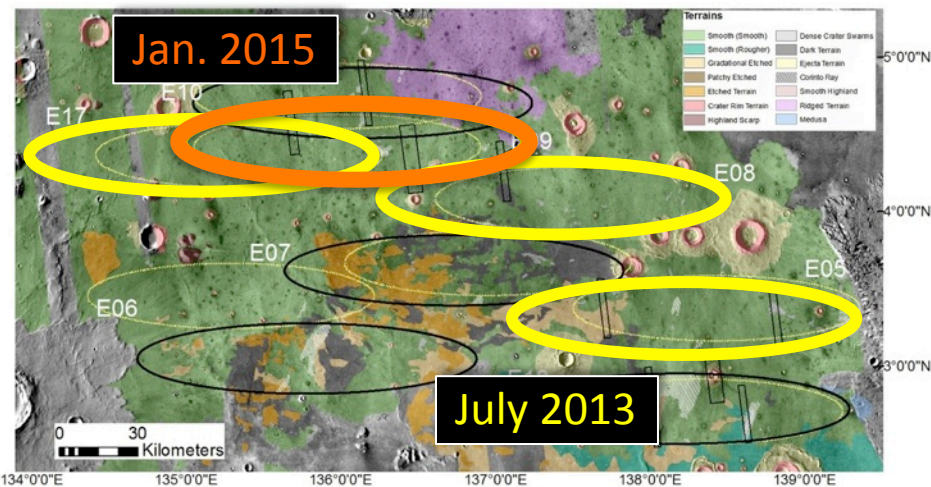 Jan. 2015
Terrains
Smooth (Smooth)
Smooth (Rougher)
Gradational Etched
Patchy Etched
Etched Terrain
Crater Rim Terrain
Highland Scarp
Dense Crater Swarms
Dark Terrain
Ejecta Terrain
Corinto Ray
Smooth Highland
Ridged Terrain
Medusa
5°0'0"N
E10
E17
E08
4°0'0"N
E07
E05
E06
3°0'0"N
July 2013
0 30
Kilometers
134°0'0"E 135°0'0"E 136°0'0"E 137°0'0"E 138°0'0"E 139°0'0"E